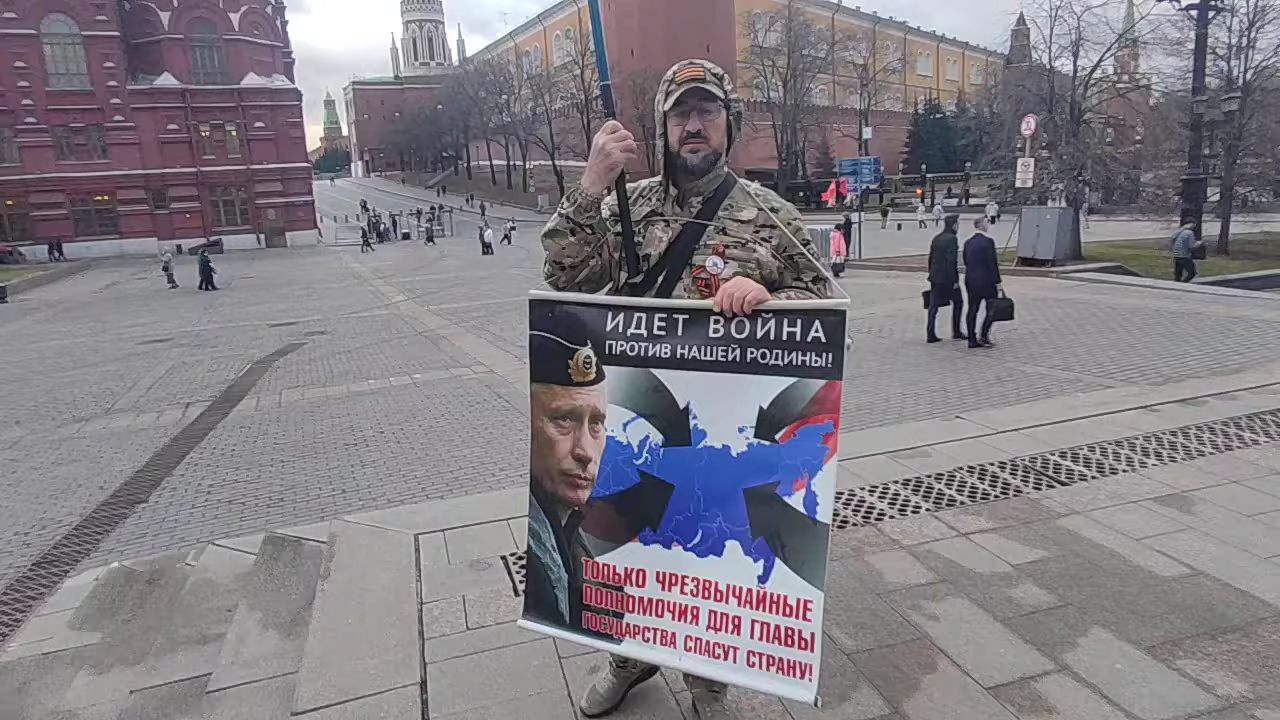 ИДЕТ ВОЙНА
ПРОТИВ НАШЕЙ РОДИНЫ!
ТОЛЬКО ЧРЕЗВЫЧАЙНЫЕ
ПОЛНОМОЧИЯ ДЛЯ ГЛАВЫ
ГОСУДАРСТВА СПАСУТ СТРАНУ!